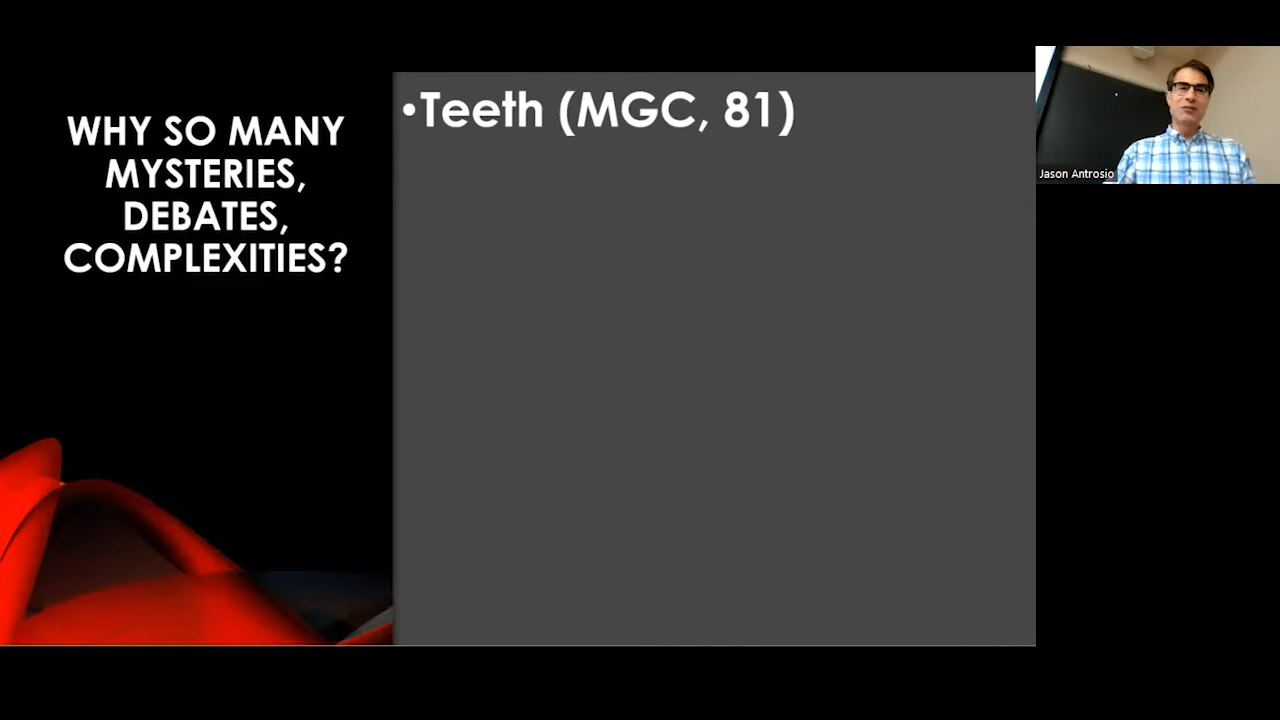 WHY SO MANY
MYSTERIES,
DEBATES,
COMPLEXITIES?
•Teeth (MGC, 81)
Jason Antrosio